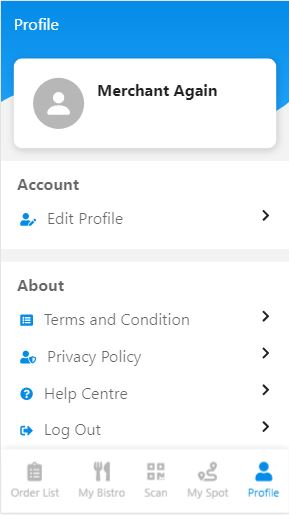 Profile
Merchant Again
Account
Edit Profile
About
Terms and Condition
Privacy Policy
Help Centre
Log Out
Order List My Bistro Scan My Spot Profile